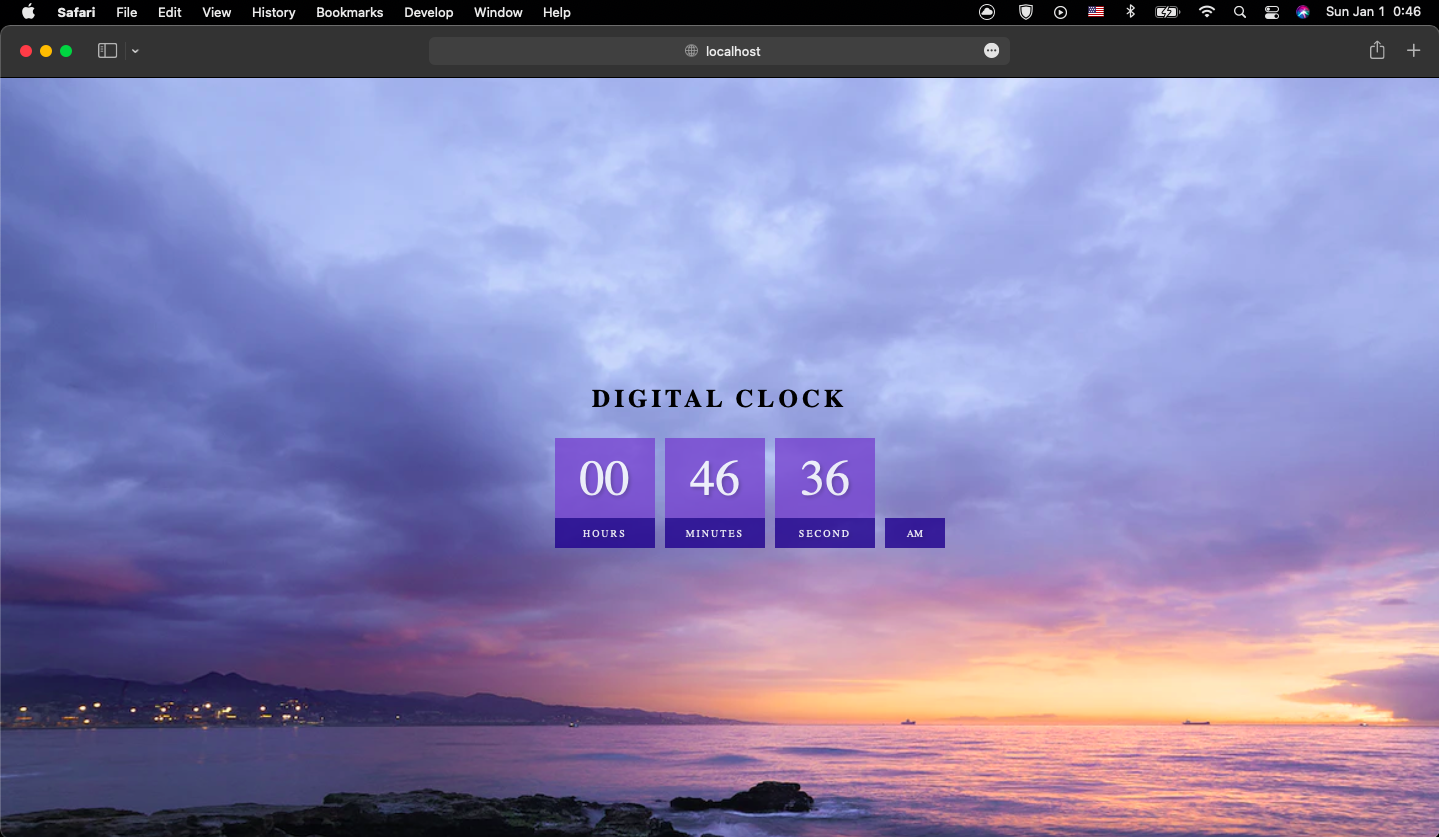 Safari File Edit View History Bookmarks Develop Window Help Sun Jan 1 0:46
localhost
DIGITAL CLOCK
00 46 36
HOURS MINUTES SECOND AM